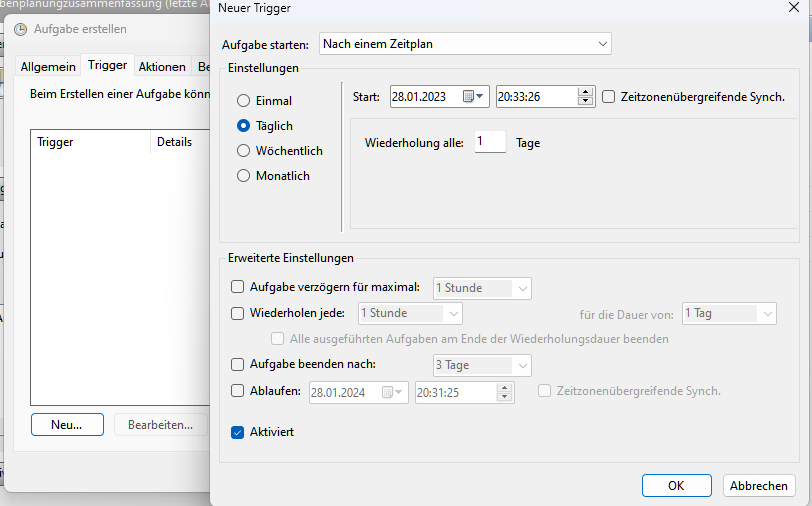 benplanungzusammenfassung (letzte A
Aufgabe erstellen
Allgemein Trigger Aktionen Be
Beim Erstellen einer Aufgabe könn
Trigger Details
Neu... Bearbeiten...
Neuer Trigger
Aufgabe starten: Nach einem Zeitplan
Einstellungen
Einmal
Täglich
Wöchentlich
Monatlich
Start: 28.01.2023 20:33:26 Zeitzonenübergreifende Synch.
Wiederholung alle: 1 Tage
Erweiterte Einstellungen
Aufgabe verzögern für maximal: 1 Stunde
Wiederholen jede: 1 Stunde für die Dauer von: 1 Tag
Alle ausgeführten Aufgaben am Ende der Wiederholungsdauer beenden
Aufgabe beenden nach: 3 Tage
Ablaufen: 28.01.2024 20:31:25 Zeitzonenübergreifende Synch.
Aktiviert
OK Abbrechen